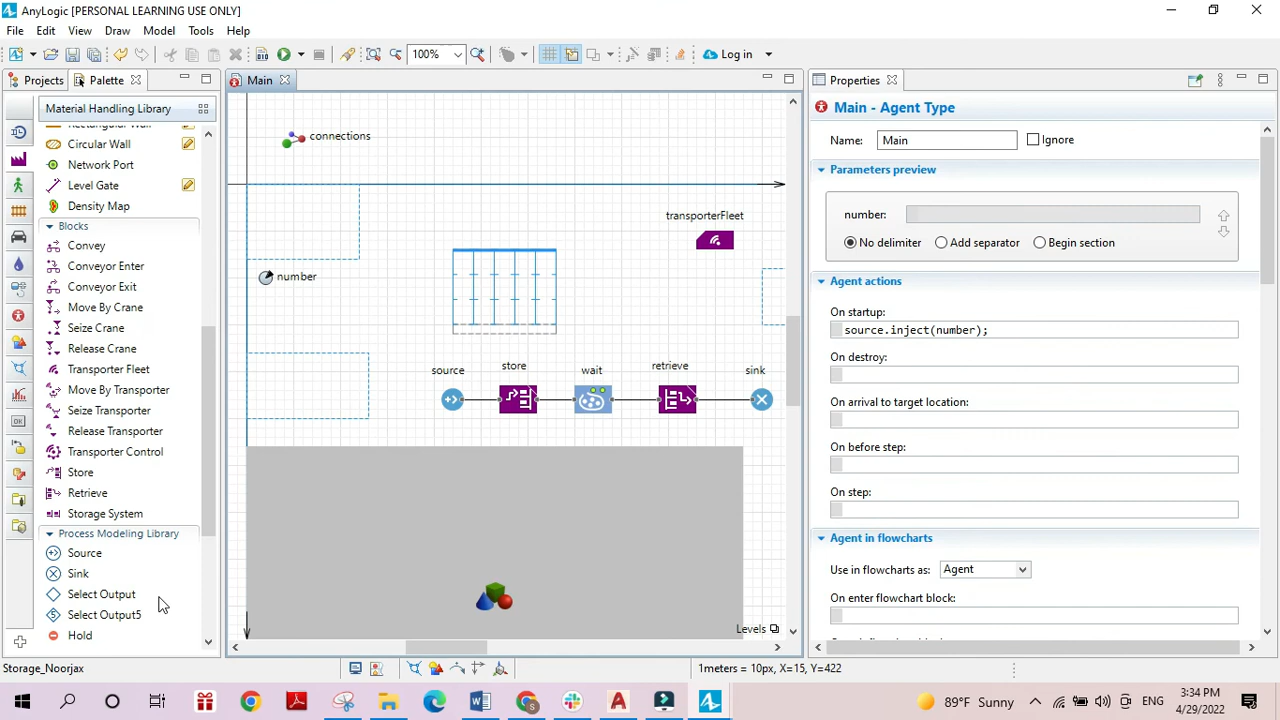 AnyLogic [PERSONAL LEARNING USE ONLY]
File Edit View Draw Model Tools Help
100% Log in
Projects Palette Main Properties
Material Handling Library
Circular Wall
Network Port
Level Gate
Density Map
Blocks
Convey
Conveyor Enter
Conveyor Exit
Move By Crane
Seize Crane
Release Crane
Transporter Fleet
Move By Transporter
Seize Transporter
Release Transporter
Transporter Control
Store
Retrieve
Storage System
Process Modeling Library
Source
Sink
Select Output
Select Output5
Hold
connections
transporterFleet
number
source store wait retrieve sink
Levels
Main - Agent Type
Name: Main Ignore
Parameters preview
number:
No delimiter Add separator Begin section
Agent actions
On startup:
source.inject(number);
On destroy:
On arrival to target location:
On before step:
On step:
Agent in flowcharts
Use in flowcharts as: Agent
On enter flowchart block:
Storage_Noorjax 1meters = 10px, X=15, Y=422
89°F Sunny ENG 3:34 PM
4/29/2022